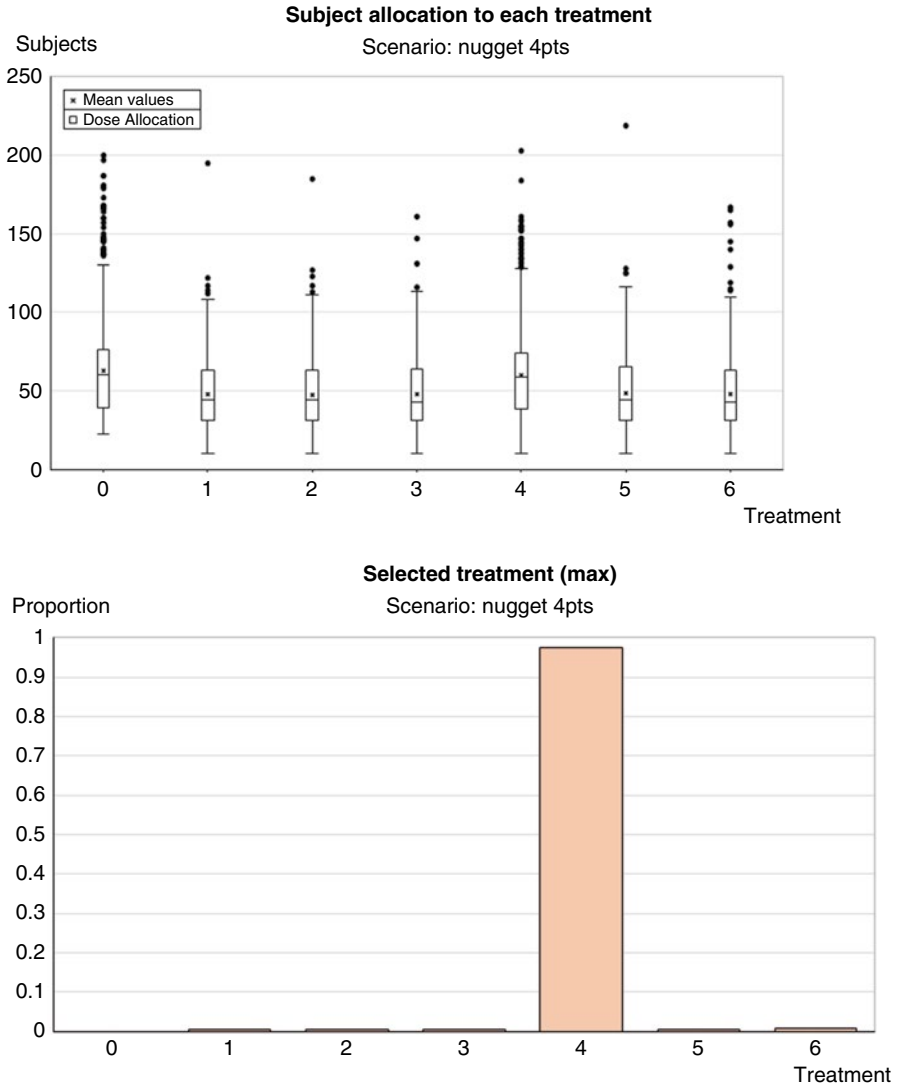 Subject allocation to each treatment
Subjects
Scenario: nugget 4pts
250
Mean values
Dose Allocation
200
150
100
50
0
0 1 2 3 4 5 6
Treatment
Selected treatment (max)
Proportion
Scenario: nugget 4pts
1
0.9
0.8
0.7
0.6
0.5
0.4
0.3
0.2
0.1
0
0 1 2 3 4 5 6
Treatment